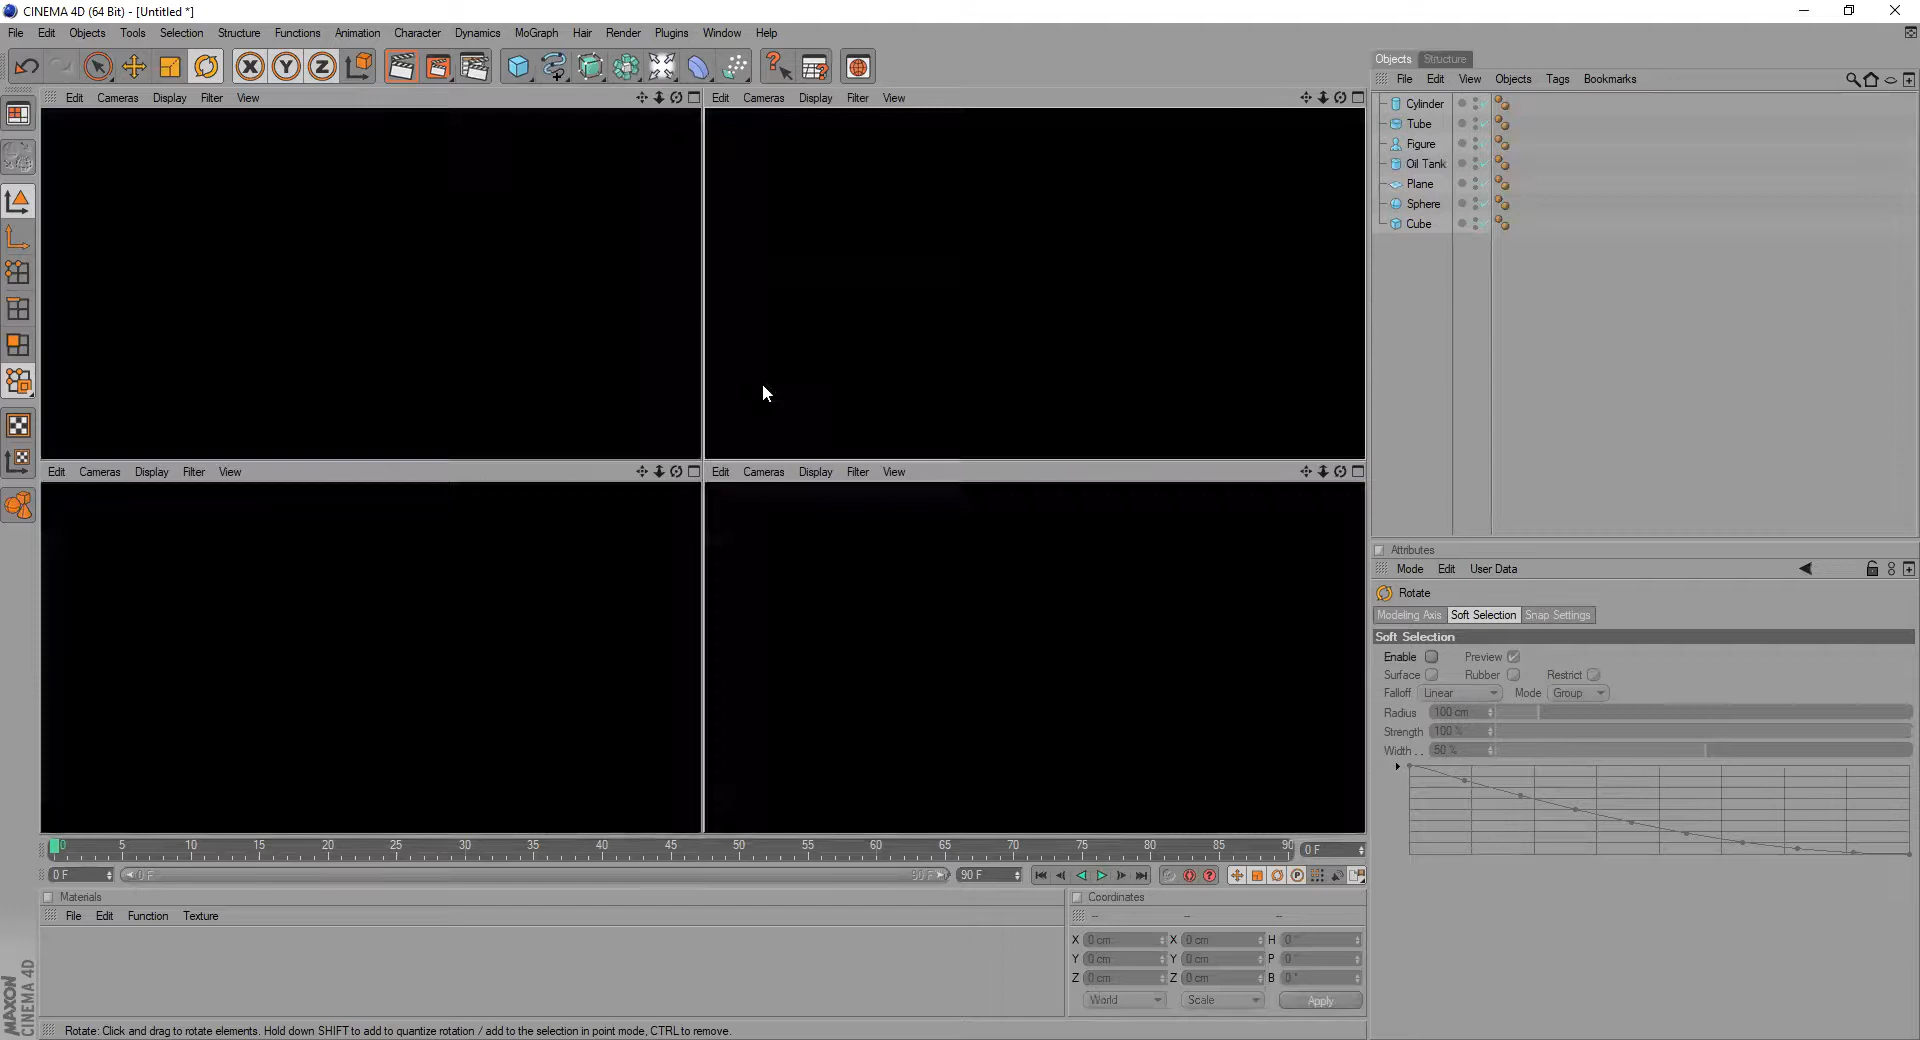 CINEMA 4D (64 Bit) - [Untitled *]
File Edit Objects Tools Selection Structure Functions Animation Character Dynamics MoGraph Hair Render Plugins Window Help
Objects Structure
File Edit View Objects Tags Bookmarks
Edit Cameras Display Filter View
Edit Cameras Display Filter View
Cylinder
Tube
Figure
Oil Tank
Plane
Sphere
Cube
Edit Cameras Display Filter View
Edit Cameras Display Filter View
Attributes
Mode Edit User Data
Rotate
Modeling Axis Soft Selection Snap Settings
Soft Selection
Enable Preview
Surface Rubber Restrict
Falloff Linear Mode Group
Radius 100 cm
Strength 100 %
Width . . 50 %
0 5 10 15 20 25 30 35 40 45 50 55 60 65 70 75 80 85 90 0 F
0 F 0 F 90 F 90 F
Materials
File Edit Function Texture
Coordinates
-- -- --
X 0 cm X 0 cm H 0 °
Y 0 cm Y 0 cm P 0 °
Z 0 cm Z 0 cm B 0 °
World Scale Apply
MAXON
CINEMA 4D
Rotate: Click and drag to rotate elements. Hold down SHIFT to add to quantize rotation / add to the selection in point mode, CTRL to remove.